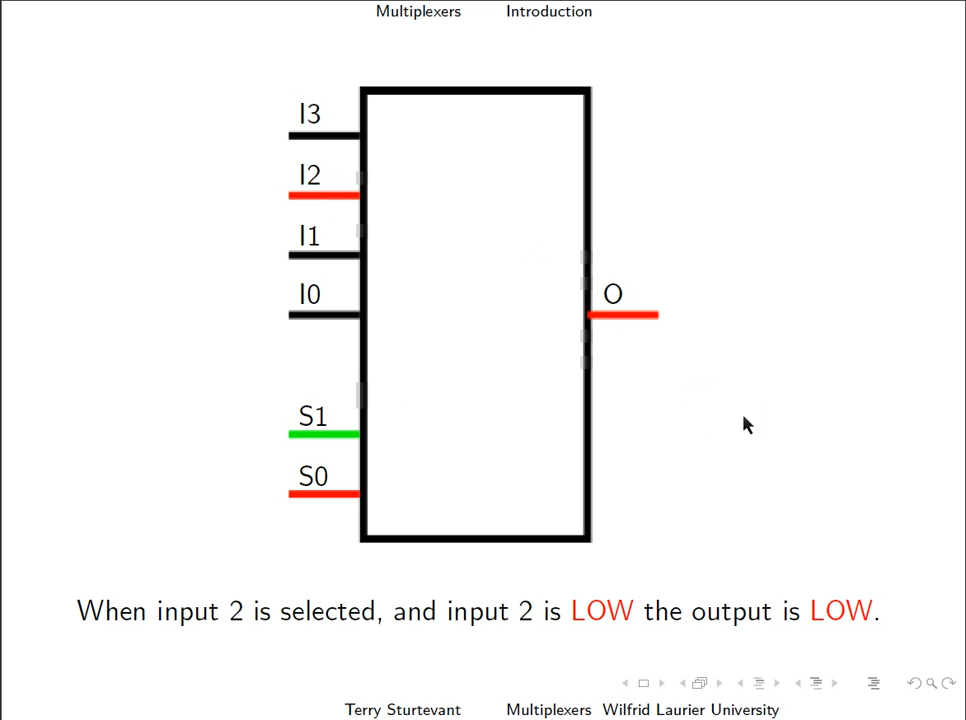 Multiplexers Introduction
I3
I2
I1
I0
O
S1
S0
When input 2 is selected, and input 2 is LOW the output is LOW.
Terry Sturtevant Multiplexers Wilfrid Laurier University